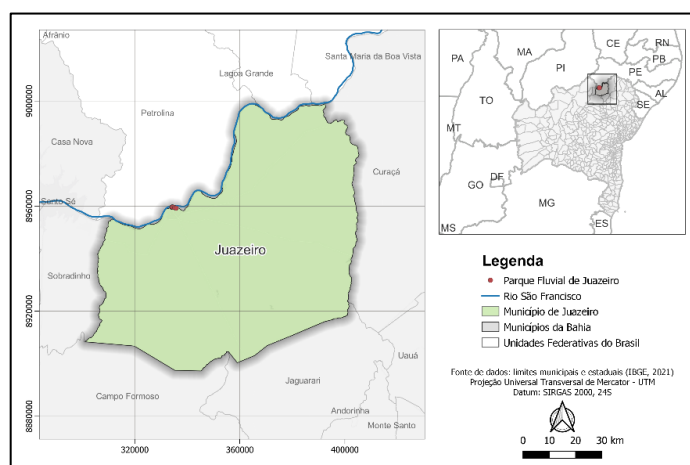 Afrânio
Santa Maria da Boa Vista
Lagoa Grande
Petrolina
Casa Nova
Curaçá
Sento Sé
Juazeiro
Sobradinho
Uauá
Jaguarari
Campo Formoso
Andorinha
Monte Santo
9000000
8960000
8920000
8880000
320000
360000
400000
PA
MA
CE
RN
PB
PI
PE
AL
TO
SE
MT
DF
GO
MG
MS
ES
Legenda
Parque Fluvial de Juazeiro
Rio São Francisco
Município de Juazeiro
Municípios da Bahia
Unidades Federativas do Brasil
Fonte de dados: limites municipais e estaduais (IBGE, 2021)
Projeção Universal Transversal de Mercator - UTM
Datum: SIRGAS 2000, 24S
0 10 20 30 km